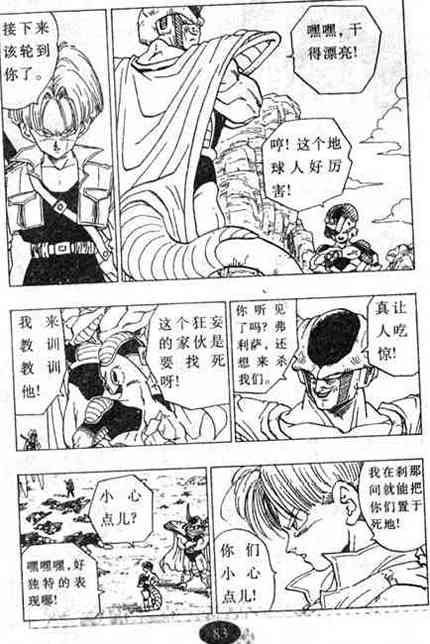 嘿嘿，干
得漂亮！
哼！这个地
球人好厉
害！
接下来
该轮到
你了。
真让
人吃
惊！
你听见
了吗？弗
利萨，还
想来杀
我们。
这个狂妄
的家伙是
要找死
呀！
我来
教训
教训
他！
我在刹那
间就能把
你们置于
死地！
你们
小心
点儿！
小心
点儿？
嘿嘿嘿，好
独特的表
现哪！
83